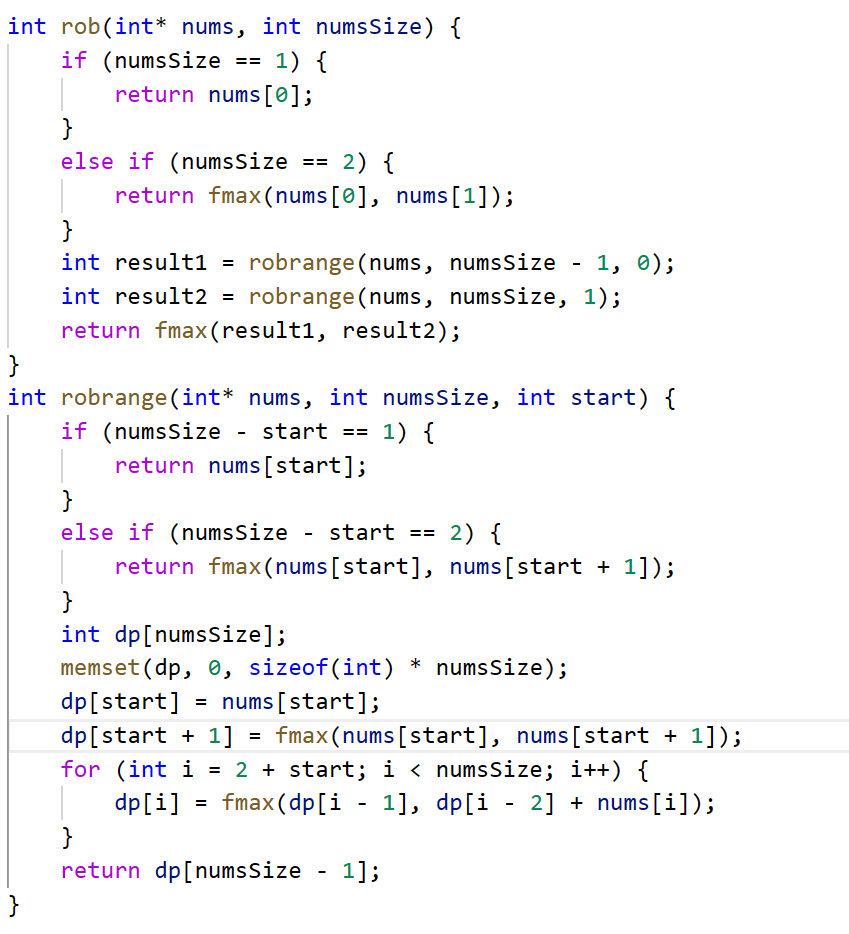 int rob(int* nums, int numsSize) {
    if (numsSize == 1) {
        return nums[0];
    }
    else if (numsSize == 2) {
        return fmax(nums[0], nums[1]);
    }
    int result1 = robrange(nums, numsSize - 1, 0);
    int result2 = robrange(nums, numsSize, 1);
    return fmax(result1, result2);
}
int robrange(int* nums, int numsSize, int start) {
    if (numsSize - start == 1) {
        return nums[start];
    }
    else if (numsSize - start == 2) {
        return fmax(nums[start], nums[start + 1]);
    }
    int dp[numsSize];
    memset(dp, 0, sizeof(int) * numsSize);
    dp[start] = nums[start];
    dp[start + 1] = fmax(nums[start], nums[start + 1]);
    for (int i = 2 + start; i < numsSize; i++) {
        dp[i] = fmax(dp[i - 1], dp[i - 2] + nums[i]);
    }
    return dp[numsSize - 1];
}